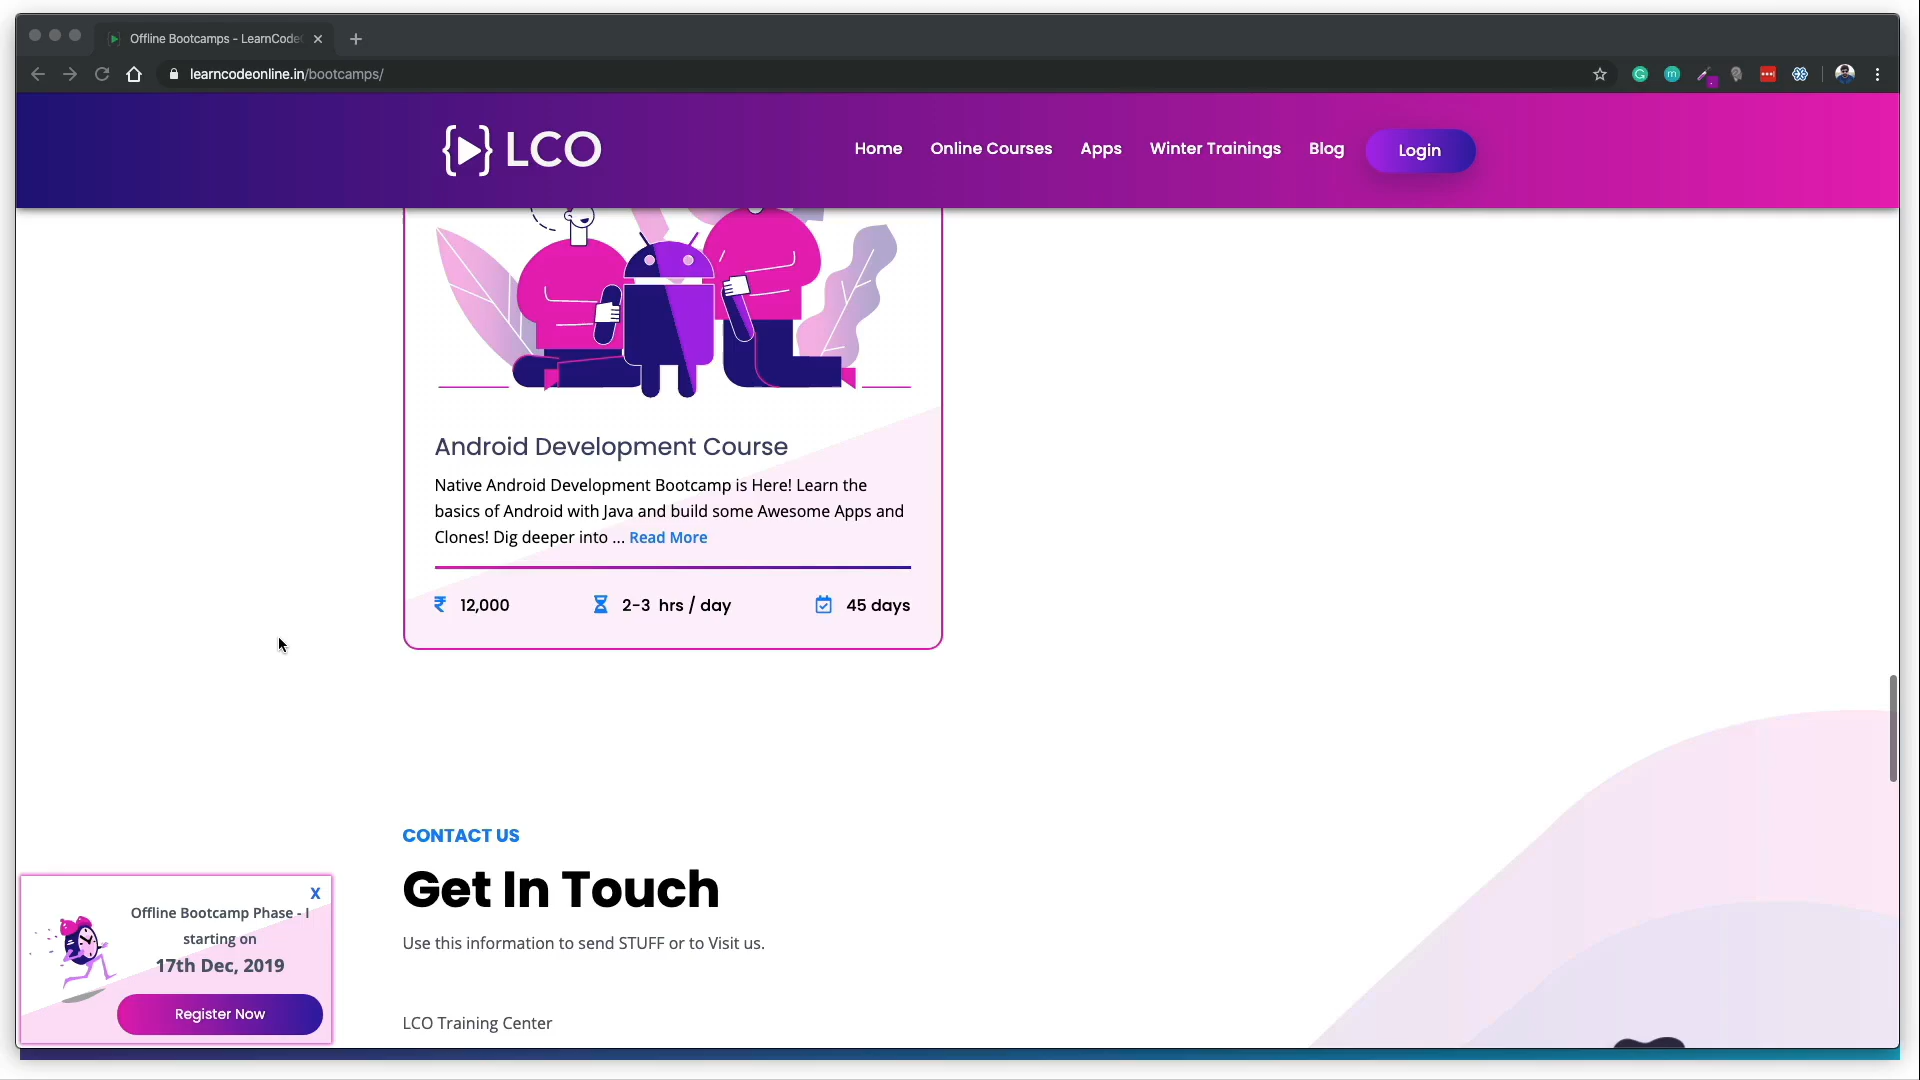 Offline Bootcamps - LearnCode
learncodeonline.in/bootcamps/
LCO
Home
Online Courses
Apps
Winter Trainings
Blog
Login
Android Development Course
Native Android Development Bootcamp is Here! Learn the
basics of Android with Java and build some Awesome Apps and
Clones! Dig deeper into ... Read More
₹ 12,000
2-3 hrs / day
45 days
CONTACT US
Get In Touch
Use this information to send STUFF or to Visit us.
LCO Training Center
X
Offline Bootcamp Phase - I
starting on
17th Dec, 2019
Register Now